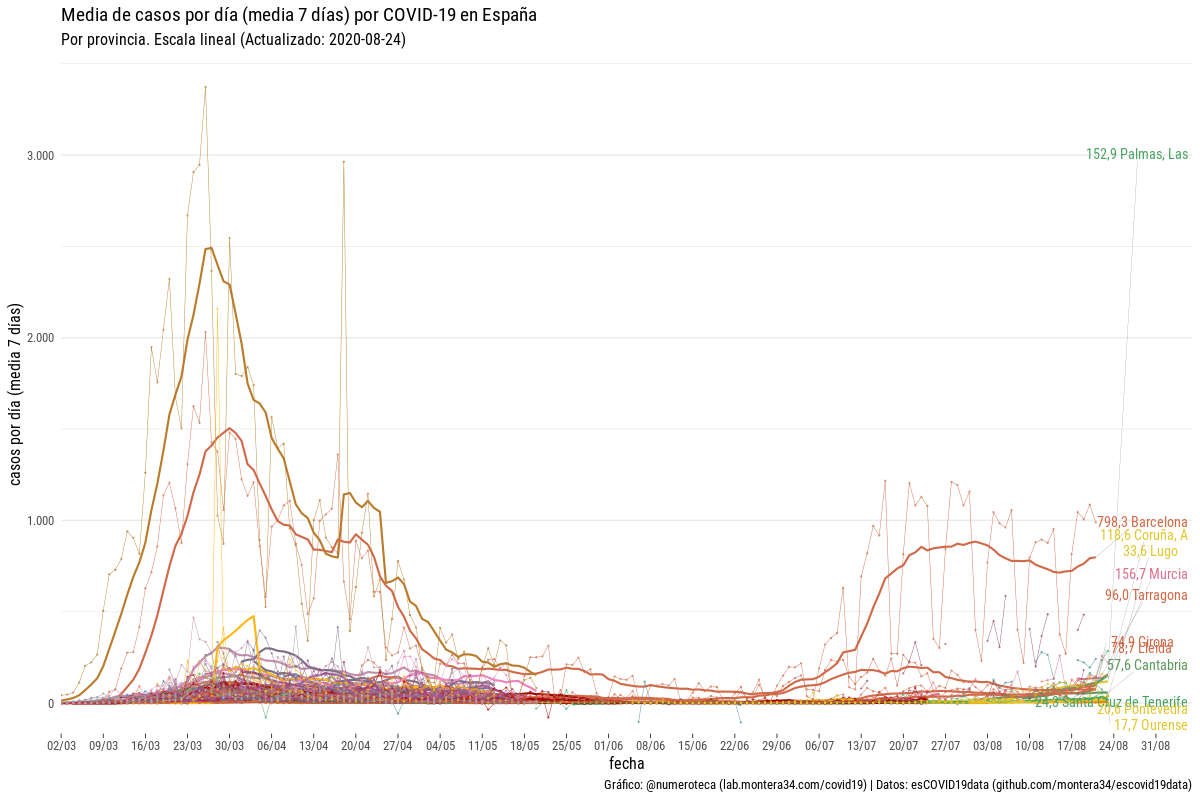 Media de casos por día (media 7 días) por COVID-19 en España
Por provincia. Escala lineal (Actualizado: 2020-08-24)
casos por día (media 7 días)
3.000
2.000
1.000
0
152,9 Palmas, Las
798,3 Barcelona
118,6 Coruña, A
33,6 Lugo
156,7 Murcia
96,0 Tarragona
74,9 Girona
78,7 Lleida
57,6 Cantabria
24,3 Santa Cruz de Tenerife
Pontevedra
17,7 Ourense
02/03 09/03 16/03 23/03 30/03 06/04 13/04 20/04 27/04 04/05 11/05 18/05 25/05 01/06 08/06 15/06 22/06 29/06 06/07 13/07 20/07 27/07 03/08 10/08 17/08 24/08 31/08
fecha
Gráfico: @numeroteca (lab.montera34.com/covid19) | Datos: esCOVID19data (github.com/montera34/escovid19data)